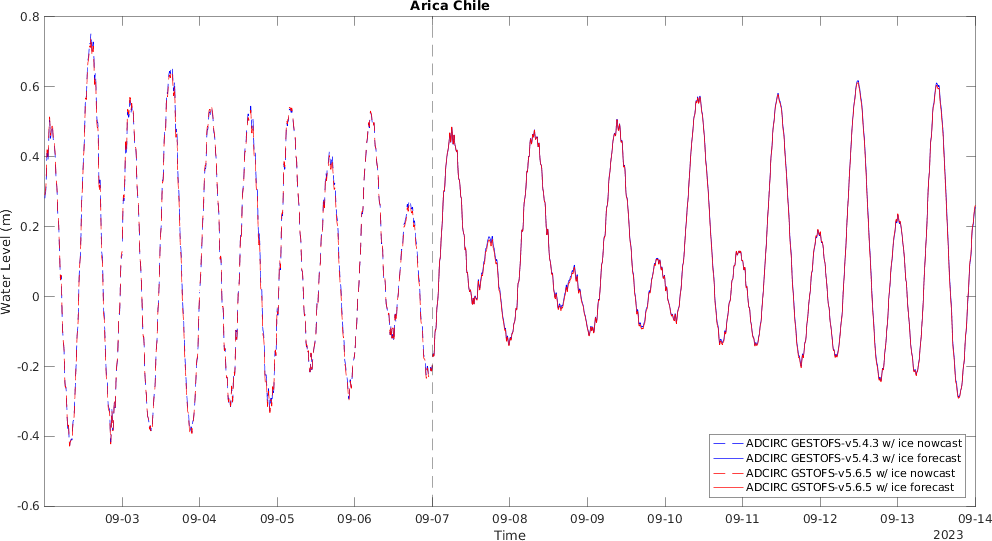 Arica Chile
0.8
0.6
0.4
0.2
0
-0.2
-0.4
-0.6
Water Level (m)
09-03 09-04 09-05 09-06 09-07 09-08 09-09 09-10 09-11 09-12 09-13 09-14
Time
2023
ADCIRC GESTOFS-v5.4.3 w/ ice nowcast
ADCIRC GESTOFS-v5.4.3 w/ ice forecast
ADCIRC GSTOFS-v5.6.5 w/ ice nowcast
ADCIRC GSTOFS-v5.6.5 w/ ice forecast